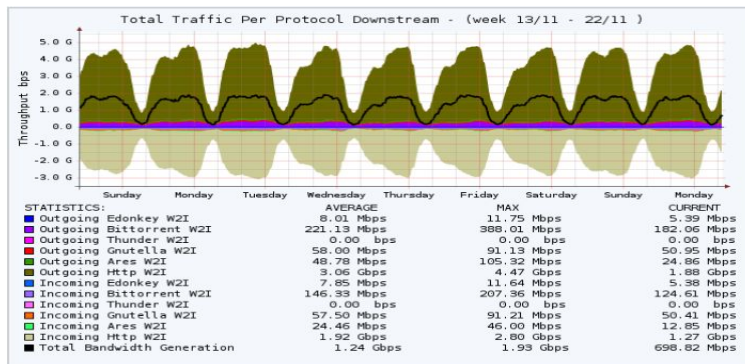 Total Traffic Per Protocol Downstream - (week 13/11 - 22/11 )
Throughput bps
5.0 G
4.0 G
3.0 G
2.0 G
1.0 G
0.0
-1.0 G
-2.0 G
-3.0 G
Sunday Monday Tuesday Wednesday Thursday Friday Saturday Sunday Monday
STATISTICS: AVERAGE MAX CURRENT
Outgoing Edonkey W2I 8.01 Mbps 11.75 Mbps 5.39 Mbps
Outgoing Bittorrent W2I 221.13 Mbps 388.01 Mbps 182.06 Mbps
Outgoing Thunder W2I 0.00 bps 0.00 bps 0.00 bps
Outgoing Gnutella W2I 58.00 Mbps 91.13 Mbps 50.95 Mbps
Outgoing Ares W2I 48.78 Mbps 105.32 Mbps 24.86 Mbps
Outgoing Http W2I 3.06 Gbps 4.47 Gbps 1.88 Gbps
Incoming Edonkey W2I 7.85 Mbps 11.64 Mbps 5.38 Mbps
Incoming Bittorrent W2I 146.33 Mbps 207.36 Mbps 124.61 Mbps
Incoming Thunder W2I 0.00 bps 0.00 bps 0.00 bps
Incoming Gnutella W2I 57.50 Mbps 91.21 Mbps 50.41 Mbps
Incoming Ares W2I 24.46 Mbps 46.00 Mbps 12.85 Mbps
Incoming Http W2I 1.92 Gbps 2.80 Gbps 1.27 Gbps
Total Bandwidth Generation 1.24 Gbps 1.93 Gbps 698.82 Mbps